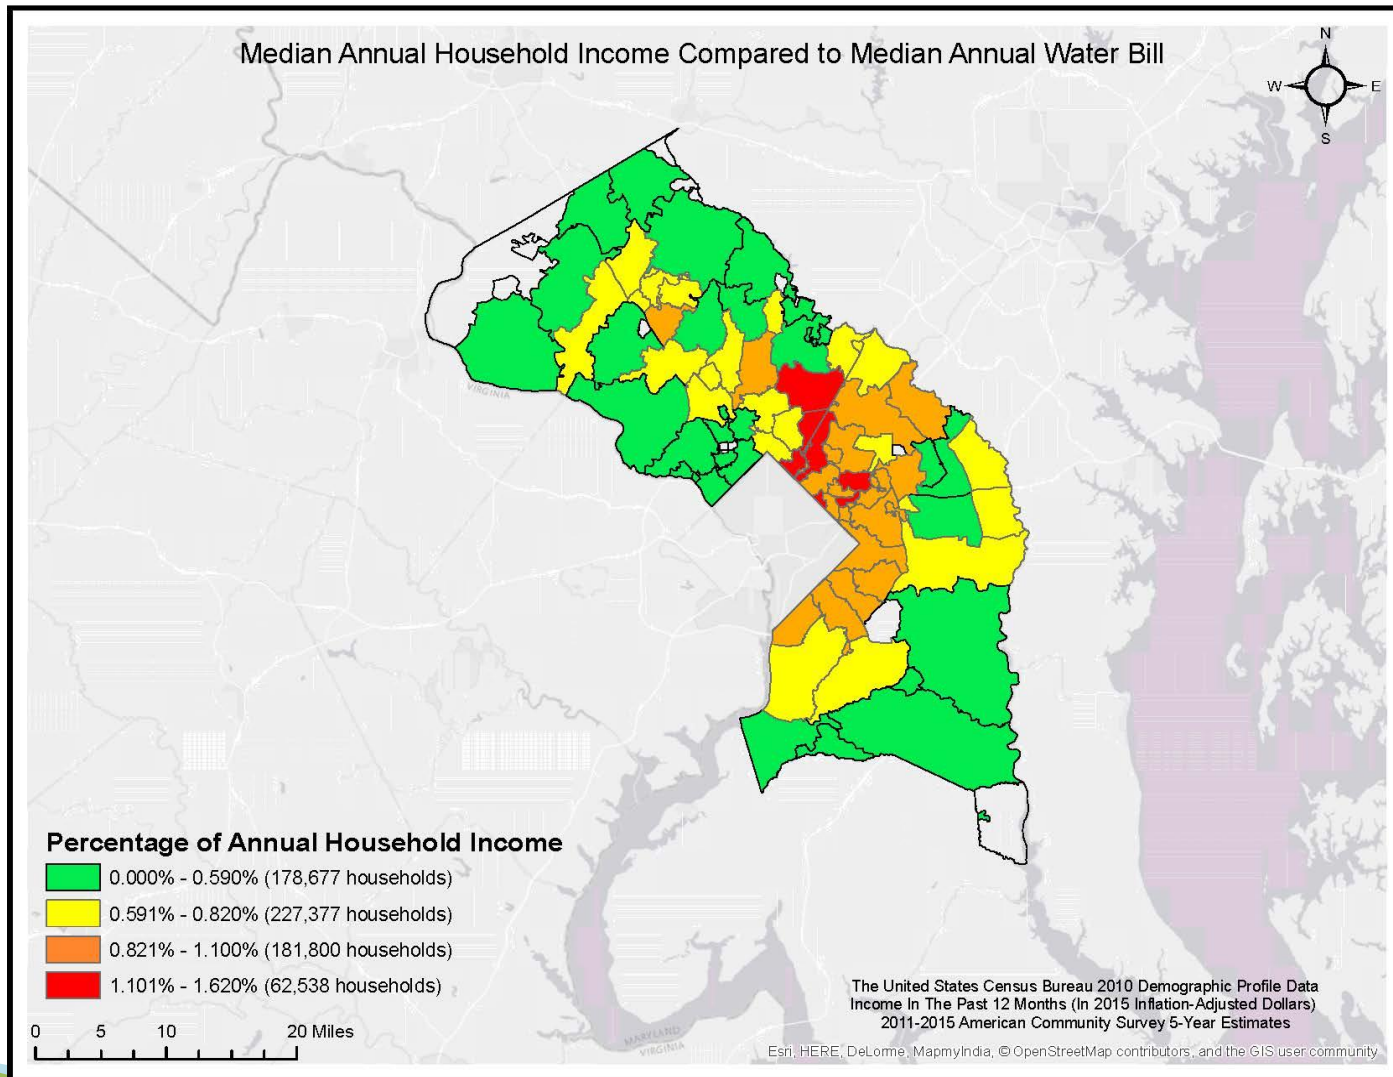 Median Annual Household Income Compared to Median Annual Water Bill
N
W
E
S
VIRGINIA
Percentage of Annual Household Income
0.000% - 0.590% (178,677 households)
0.591% - 0.820% (227,377 households)
0.821% - 1.100% (181,800 households)
1.101% - 1.620% (62,538 households)
0 5 10 20 Miles
MARYLAND
VIRGINIA
The United States Census Bureau 2010 Demographic Profile Data
Income In The Past 12 Months (In 2015 Inflation-Adjusted Dollars)
2011-2015 American Community Survey 5-Year Estimates
Esri, HERE, DeLorme, MapmyIndia, © OpenStreetMap contributors, and the GIS user community